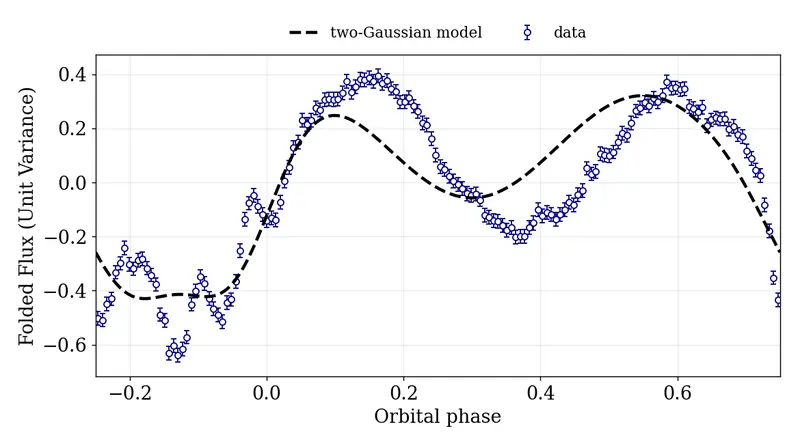 two-Gaussian model
data
Folded Flux (Unit Variance)
0.4
0.2
0.0
−0.2
−0.4
−0.6
−0.2
0.0
0.2
0.4
0.6
Orbital phase